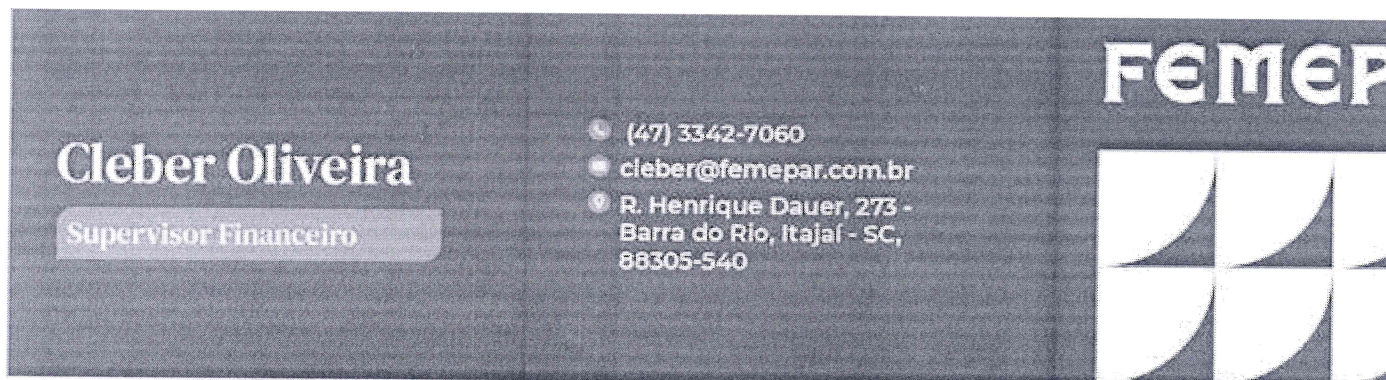 Cleber Oliveira
Supervisor Financeiro
(47) 3342-7060
cleber@femepar.com.br
R. Henrique Dauer, 273 -
Barra do Rio, Itajaí - SC,
88305-540
FEMEP